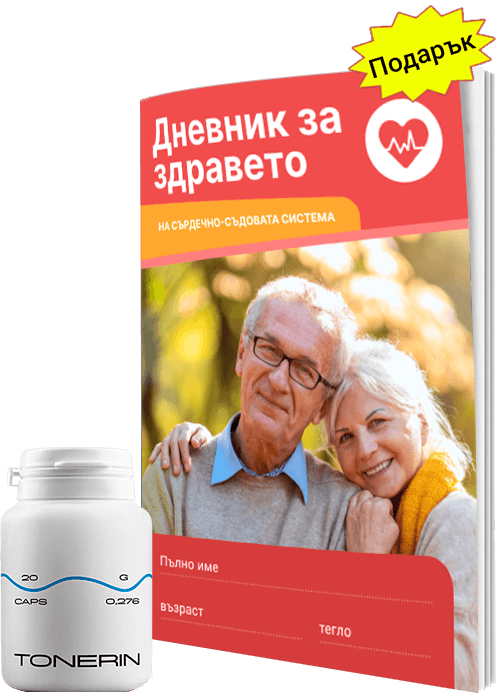 Подарък
Дневник за
здравето
НА СЪРДЕЧНО-СЪДОВАТА СИСТЕМА
Пълно име
възраст
тегло
20 G
CAPS 0,276
TONERIN